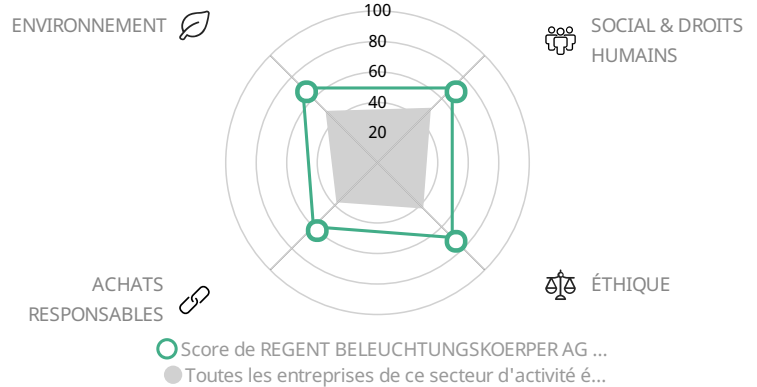 ENVIRONNEMENT
SOCIAL & DROITS
HUMAINS
100
80
60
40
20
ACHATS
RESPONSABLES
ÉTHIQUE
Score de REGENT BELEUCHTUNGSKOERPER AG ...
Toutes les entreprises de ce secteur d'activité é...